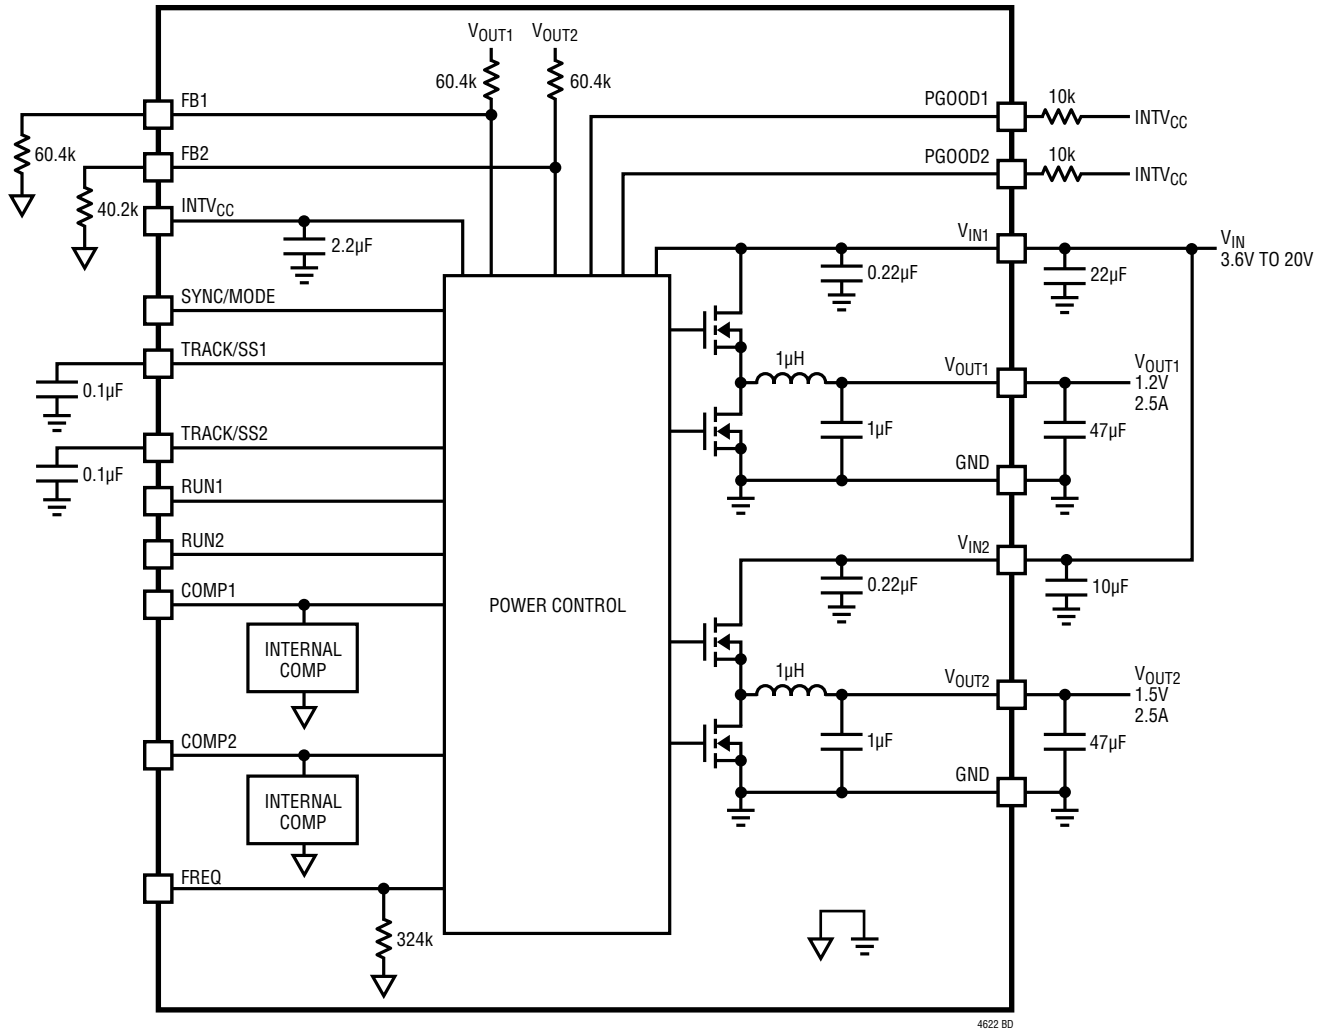 VOUT1
VOUT2
60.4k
60.4k
FB1
PGOOD1
10k
INTVCC
60.4k
FB2
PGOOD2
10k
INTVCC
40.2k
INTVCC
2.2µF
VIN1
VIN
3.6V TO 20V
0.22µF
22µF
SYNC/MODE
TRACK/SS1
0.1µF
1µH
VOUT1
VOUT1
1.2V
2.5A
1µF
47µF
TRACK/SS2
0.1µF
GND
RUN1
RUN2
VIN2
0.22µF
10µF
COMP1
POWER CONTROL
INTERNAL
COMP
1µH
VOUT2
VOUT2
1.5V
2.5A
COMP2
1µF
47µF
GND
INTERNAL
COMP
FREQ
324k
4622 BD